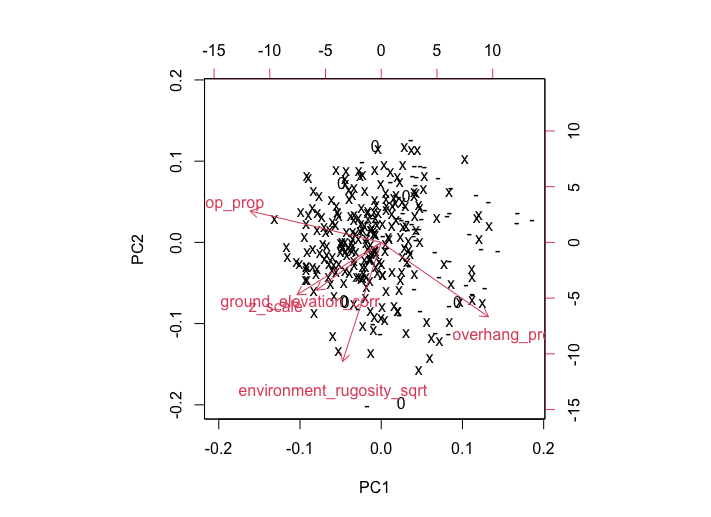 -15 -10 -5 0 5 10
0.2 0.1 0.0 -0.1 -0.2
PC2
10 5 0 -5 -10 -15
op_prop
ground_elevation_corr
z_scale
overhang_pro
environment_rugosity_sqrt
-0.2 -0.1 0.0 0.1 0.2
PC1